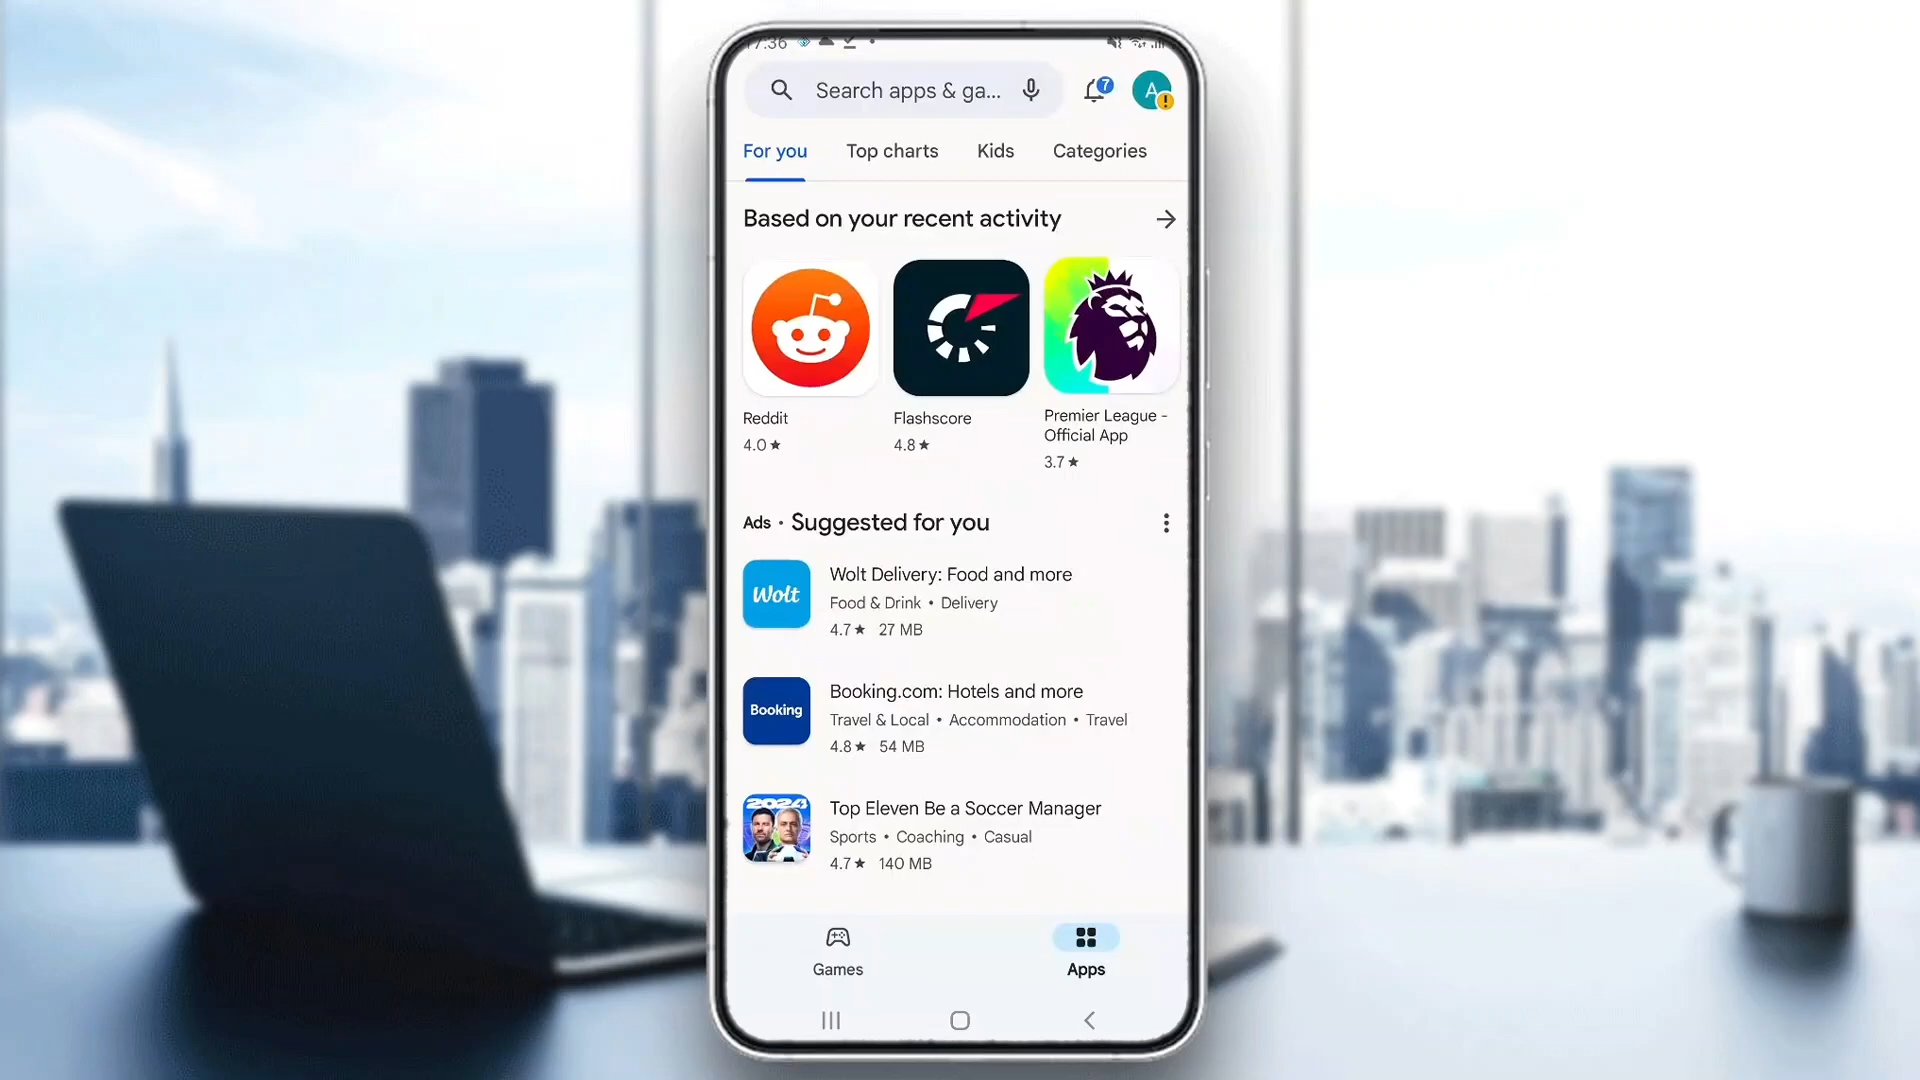 7:36
Search apps & ga...
7
A
For you Top charts Kids Categories
Based on your recent activity
Reddit
4.0 ★
Flashscore
4.8 ★
Premier League -
Official App
3.7 ★
Ads • Suggested for you
Wolt
Wolt Delivery: Food and more
Food & Drink • Delivery
4.7 ★ 27 MB
Booking
Booking.com: Hotels and more
Travel & Local • Accommodation • Travel
4.8 ★ 54 MB
2024
Top Eleven Be a Soccer Manager
Sports • Coaching • Casual
4.7 ★ 140 MB
Games
Apps